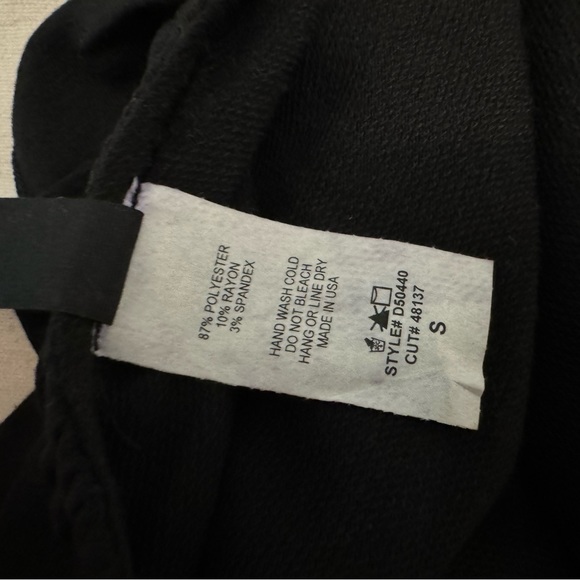 87% POLYESTER
10% RAYON
3% SPANDEX
HAND WASH COLD
DO NOT BLEACH
HANG OR LINE DRY
MADE IN USA
STYLE# D50440
CUT# 48137
S